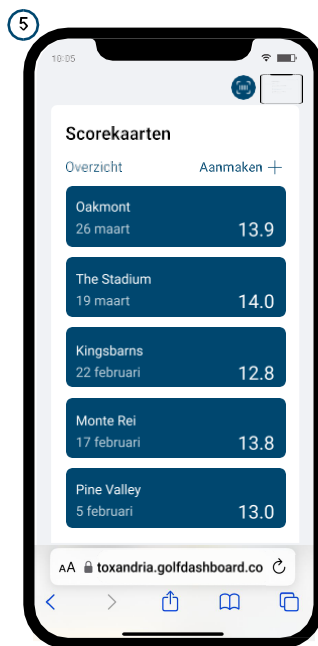 5
10:05
Scorekaarten
Overzicht Aanmaken +
Oakmont
26 maart 13.9
The Stadium
19 maart 14.0
Kingsbarns
22 februari 12.8
Monte Rei
17 februari 13.8
Pine Valley
5 februari 13.0
AA toxandria.golfdashboard.co